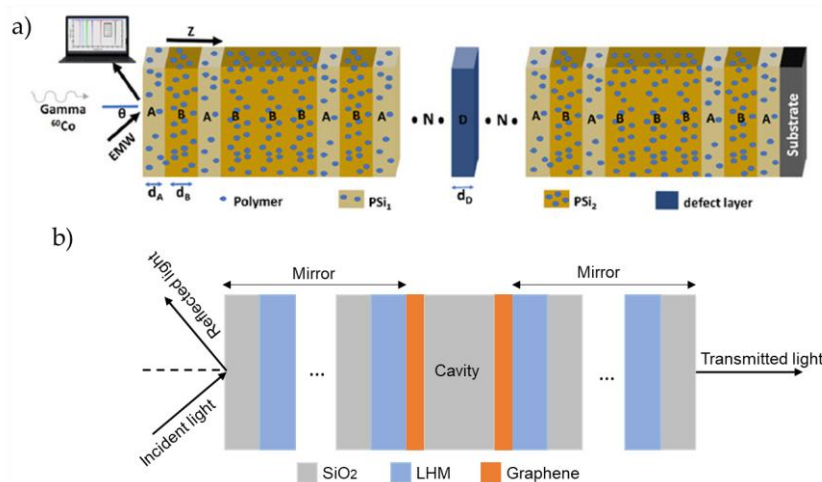 a)
Z
Gamma
⁶⁰Co
θ
EMW
A B A B B B A B A
• N •
D
• N •
A B A B B B A B A
Substrate
dA dB
dD
Polymer PSi₁ PSi₂ defect layer
b)
Mirror Mirror
Reflected light
Cavity
... ...
Transmitted light
Incident light
SiO₂ LHM Graphene